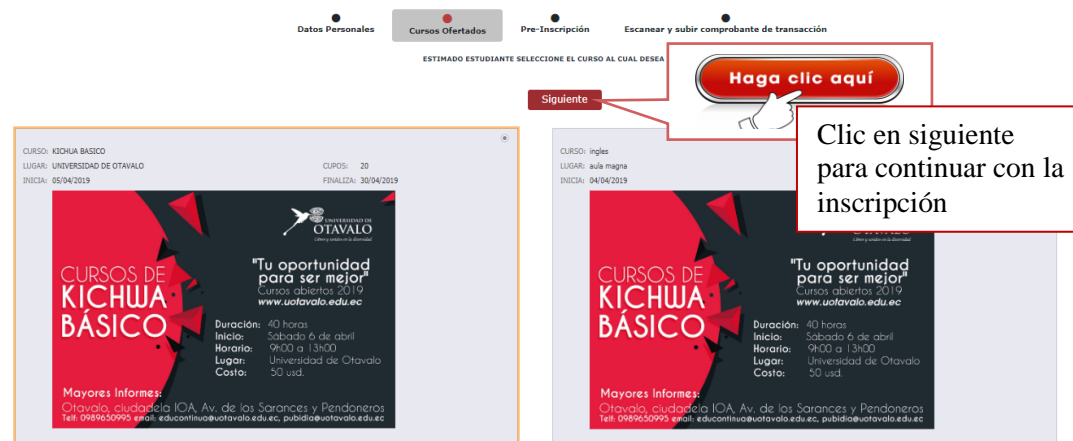 Datos Personales
Cursos Ofertados
Pre-Inscripción
Escanear y subir comprobante de transacción
ESTIMADO ESTUDIANTE SELECCIONE EL CURSO AL CUAL DESEA
Siguiente
Haga clic aquí
Clic en siguiente
para continuar con la
inscripción
CURSO: KICHUA BASICO
LUGAR: UNIVERSIDAD DE OTAVALO CUPOS: 20
INICIA: 05/04/2019 FINALIZA: 30/04/2019
UNIVERSIDAD DE
OTAVALO
CURSOS DE
KICHWA
BÁSICO
"Tu oportunidad
para ser mejor"
Cursos abiertos 2019
www.uotavalo.edu.ec
Duración: 40 horas
Inicio: Sábado 6 de abril
Horario: 9h00 a 13h00
Lugar: Universidad de Otavalo
Costo: 50 usd.
Mayores Informes:
Otavalo, ciudadela IOA, Av. de los Sarances y Pendoneros
Telf: 0989650995 email: educontinua@uotavalo.edu.ec, pubidia@uotavalo.edu.ec
CURSO: ingles
LUGAR: aula magna
INICIA: 04/04/2019
CURSOS DE
KICHWA
BÁSICO
"Tu oportunidad
para ser mejor"
Cursos abiertos 2019
www.uotavalo.edu.ec
Duración: 40 horas
Inicio: Sábado 6 de abril
Horario: 9h00 a 13h00
Lugar: Universidad de Otavalo
Costo: 50 usd.
Mayores Informes:
Otavalo, ciudadela IOA, Av. de los Sarances y Pendoneros
Telf: 0989650995 email: educontinua@uotavalo.edu.ec, pubidia@uotavalo.edu.ec